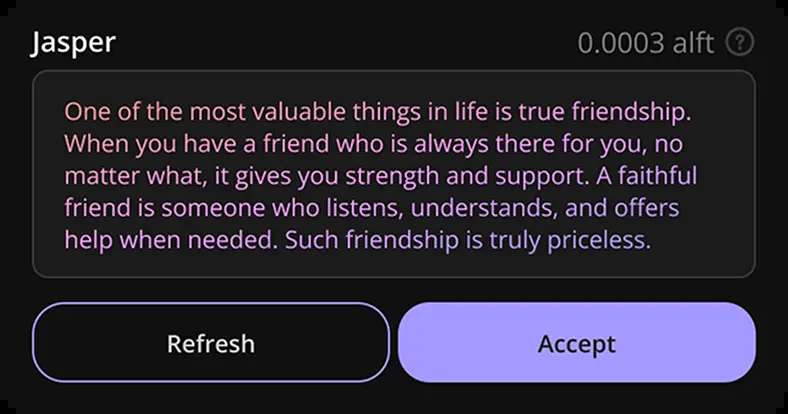 Jasper
0.0003 alft ?
One of the most valuable things in life is true friendship.
When you have a friend who is always there for you, no
matter what, it gives you strength and support. A faithful
friend is someone who listens, understands, and offers
help when needed. Such friendship is truly priceless.
Refresh
Accept